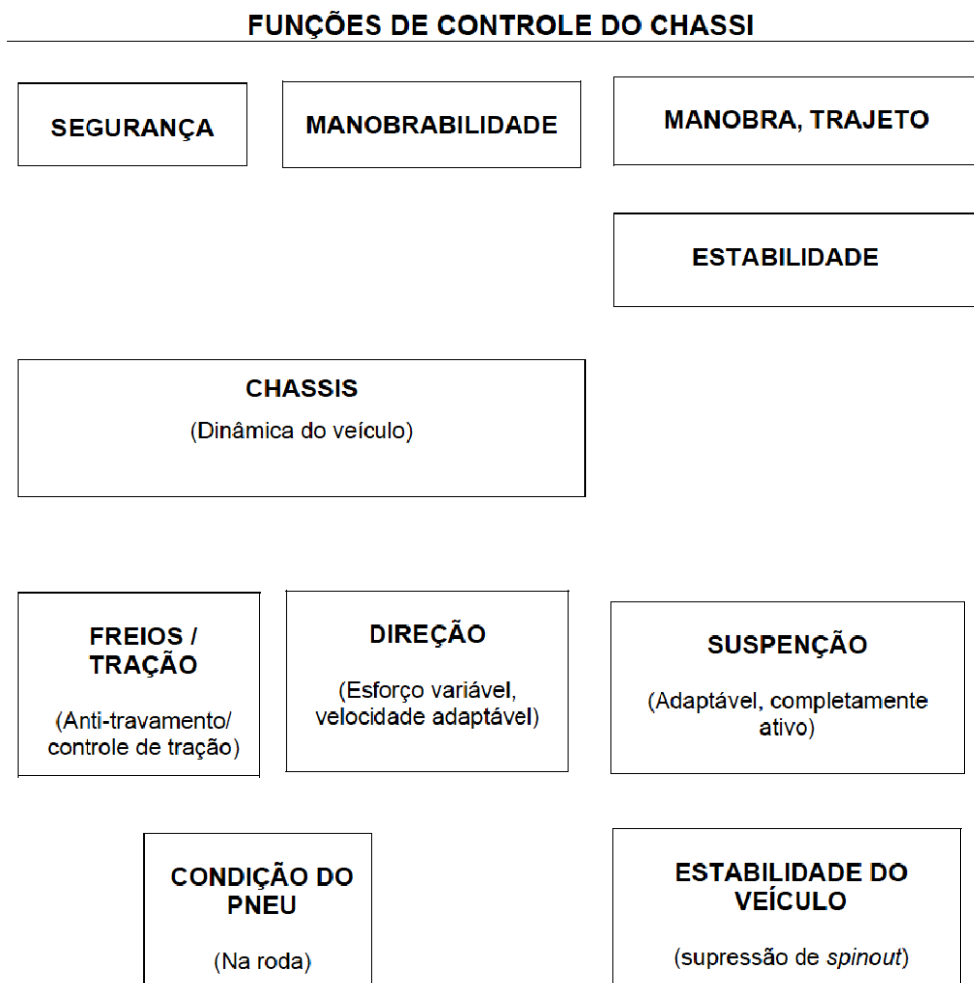 FUNÇÕES DE CONTROLE DO CHASSI
SEGURANÇA
MANOBRABILIDADE
MANOBRA, TRAJETO
ESTABILIDADE
CHASSIS
(Dinâmica do veículo)
FREIOS /
TRAÇÃO
(Anti-travamento/
controle de tração)
DIREÇÃO
(Esforço variável,
velocidade adaptável)
SUSPENÇÃO
(Adaptável, completamente
ativo)
CONDIÇÃO DO
PNEU
(Na roda)
ESTABILIDADE DO
VEÍCULO
(supressão de spinout)